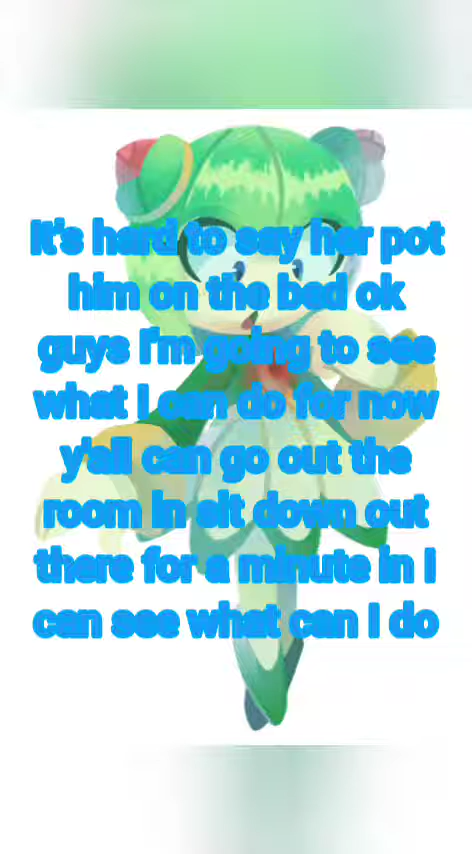 It's hard to say her pot
him on the bed ok
guys I'm going to see
what I can do for now
y'all can go out the
room in sit down out
there for a minute in I
can see what can I do